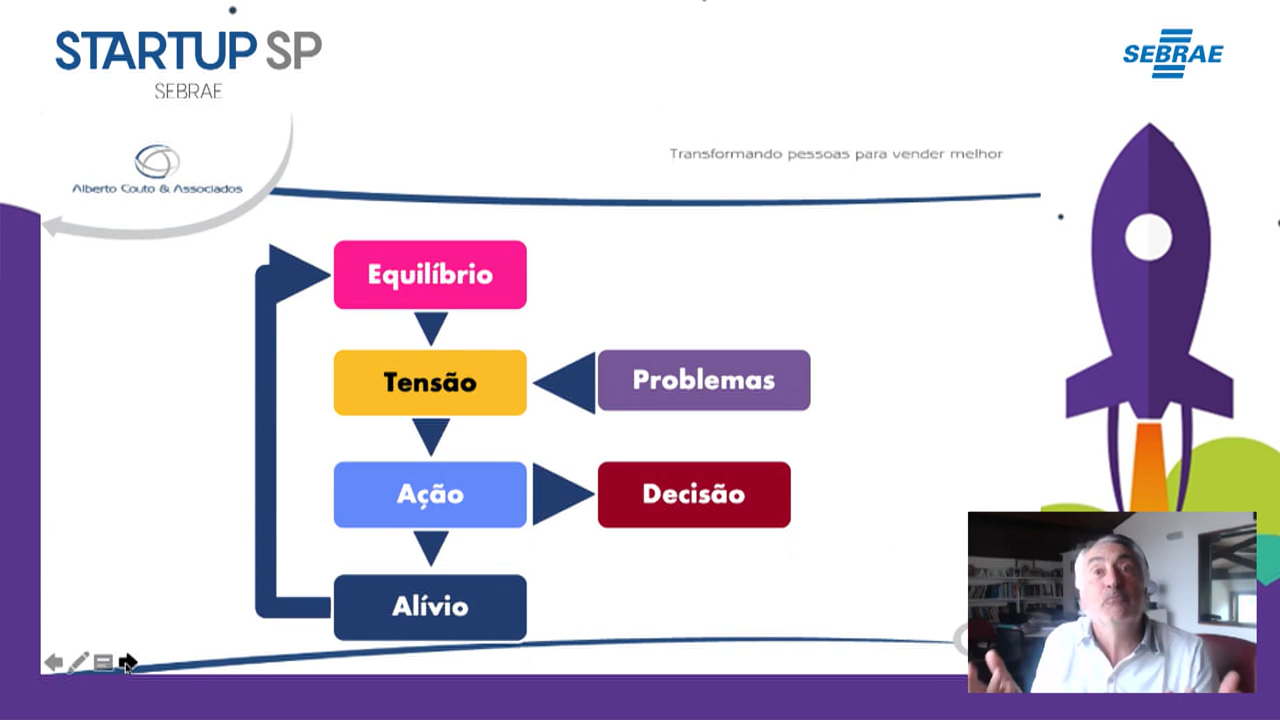 STARTUP SP
SEBRAE
SEBRAE
Alberto Couto & Associados
Transformando pessoas para vender melhor
Equilíbrio
Tensão
Problemas
Ação
Decisão
Alívio